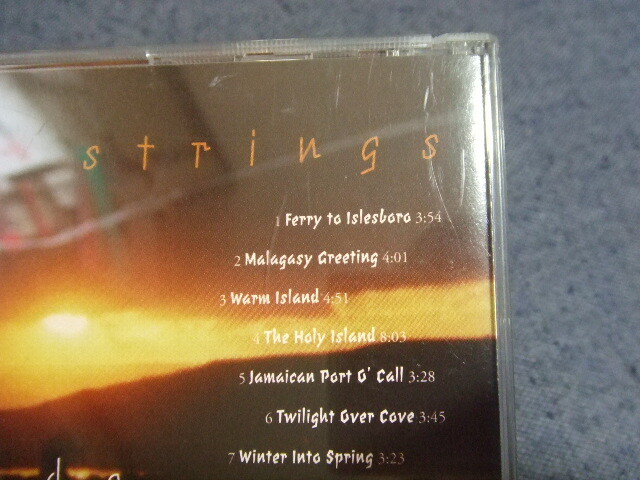 strings
1 Ferry to Islesboro 3:54
2 Malagasy Greeting 4:01
3 Warm Island 4:51
4 The Holy Island 8:03
5 Jamaican Port O' Call 3:28
6 Twilight Over Cove 3:45
7 Winter Into Spring 3:23